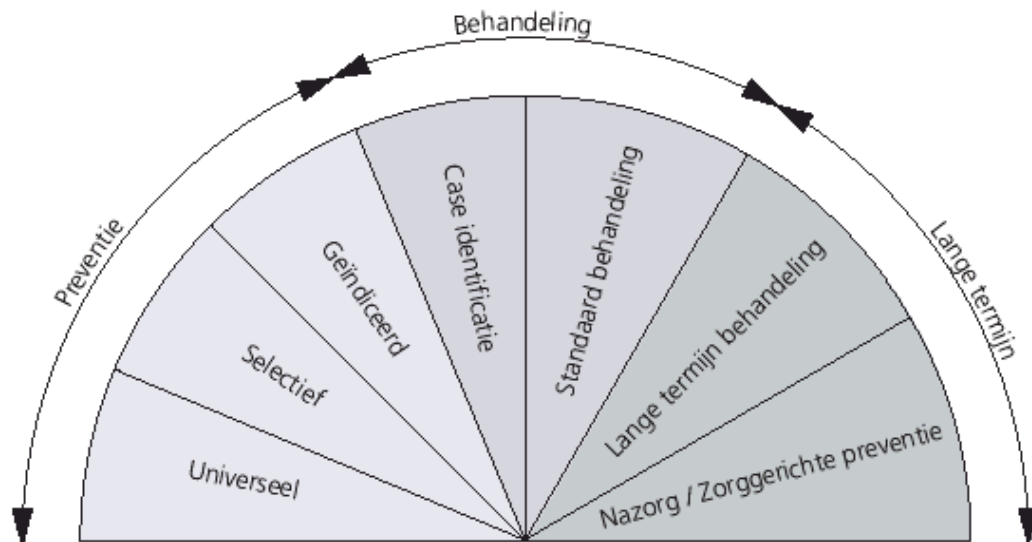 Behandeling
Preventie
Lange termijn
Universeel
Selectief
Geïndiceerd
Case identificatie
Standaard behandeling
Lange termijn behandeling
Nazorg / Zorggerichte preventie